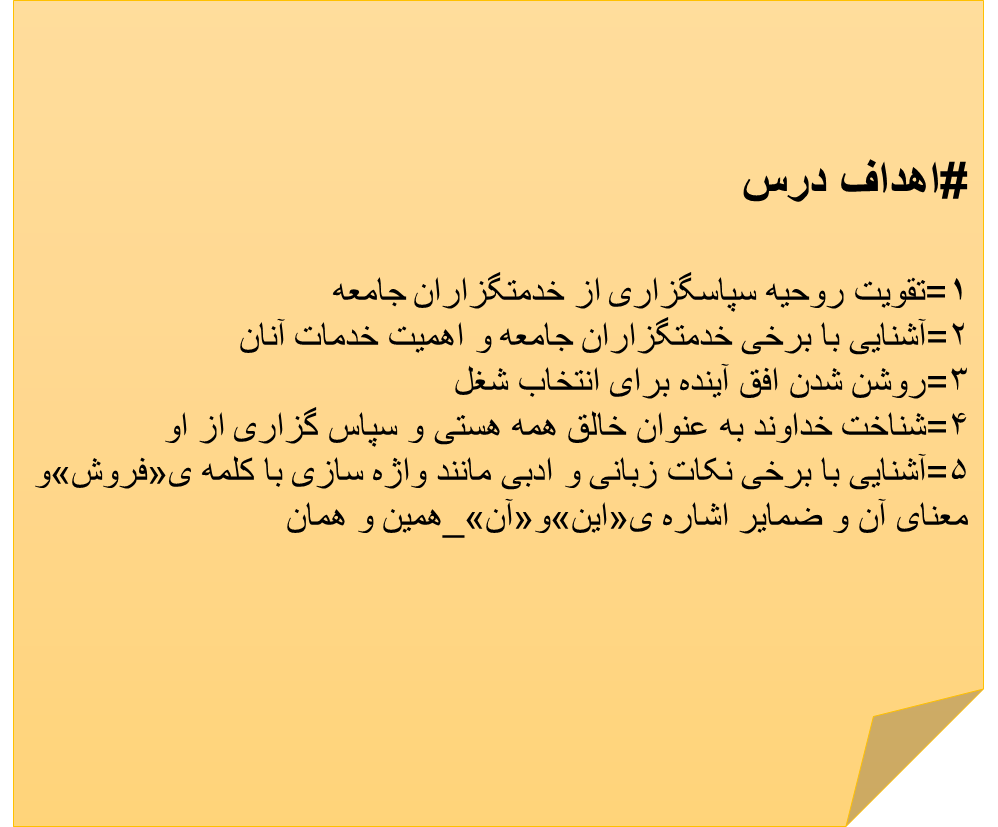 #اهداف درس
۱=تقویت روحیه سپاسگزاری از خدمتگزاران جامعه
۲=آشنایی با برخی خدمتگزاران جامعه و اهمیت خدمات آنان
۳=روشن شدن افق آینده برای انتخاب شغل
۴=شناخت خداوند به عنوان خالق همه هستی و سپاس گزاری از او
۵=آشنایی با برخی نکات زبانی و ادبی مانند واژه سازی با کلمه ی«فروش»و
معنای آن و ضمایر اشاره ی«این»و«آن»_همین و همان